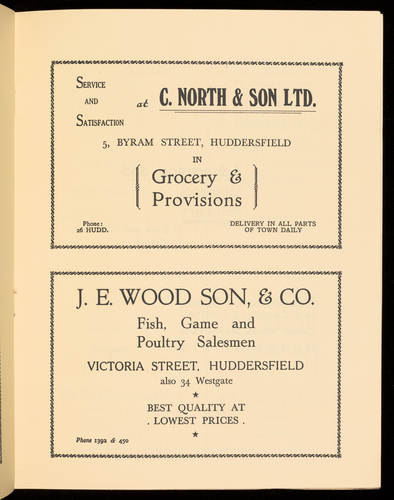 SERVICE
AND
SATISFACTION
at C. NORTH & SON LTD.
5, BYRAM STREET, HUDDERSFIELD
IN
Grocery &
Provisions
Phone:
26 HUDD.
DELIVERY IN ALL PARTS
OF TOWN DAILY
J. E. WOOD SON, & CO.
Fish, Game and
Poultry Salesmen
VICTORIA STREET, HUDDERSFIELD
also 34 Westgate
BEST QUALITY AT
. LOWEST PRICES .
Phone 1392 & 450